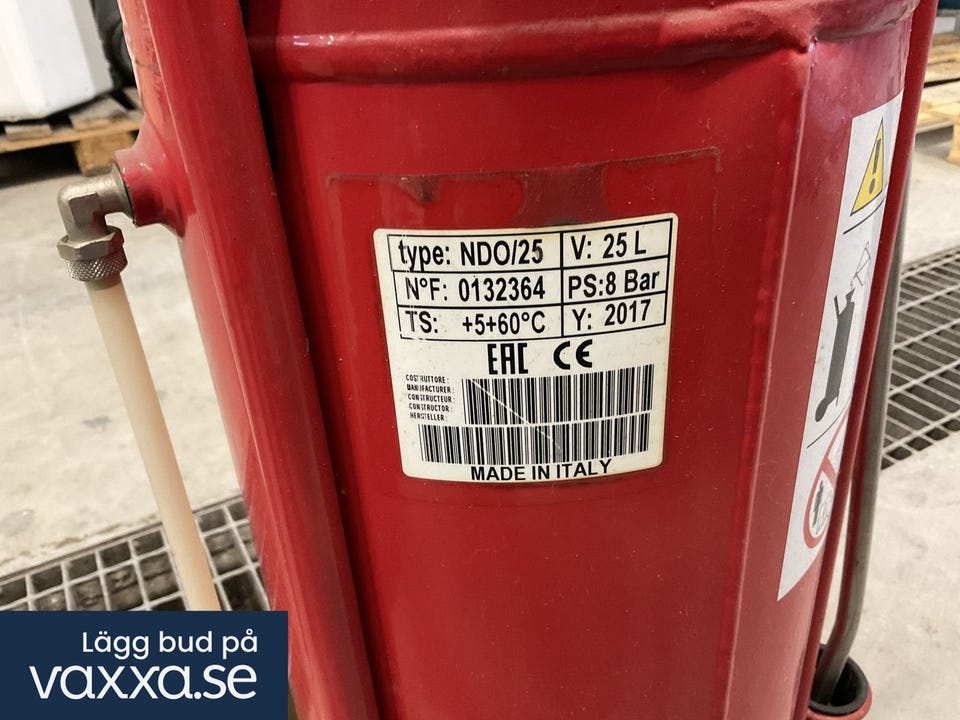 type: NDO/25 V: 25 L
N°F: 0132364 PS:8 Bar
TS: +5+60°C Y: 2017
EAC CE
COSTRUTTORE:
MANUFACTURER:
CONSTRUCTEUR:
CONSTRUCTOR:
HERSTELLER:
MADE IN ITALY
Lägg bud på
vaxxa.se